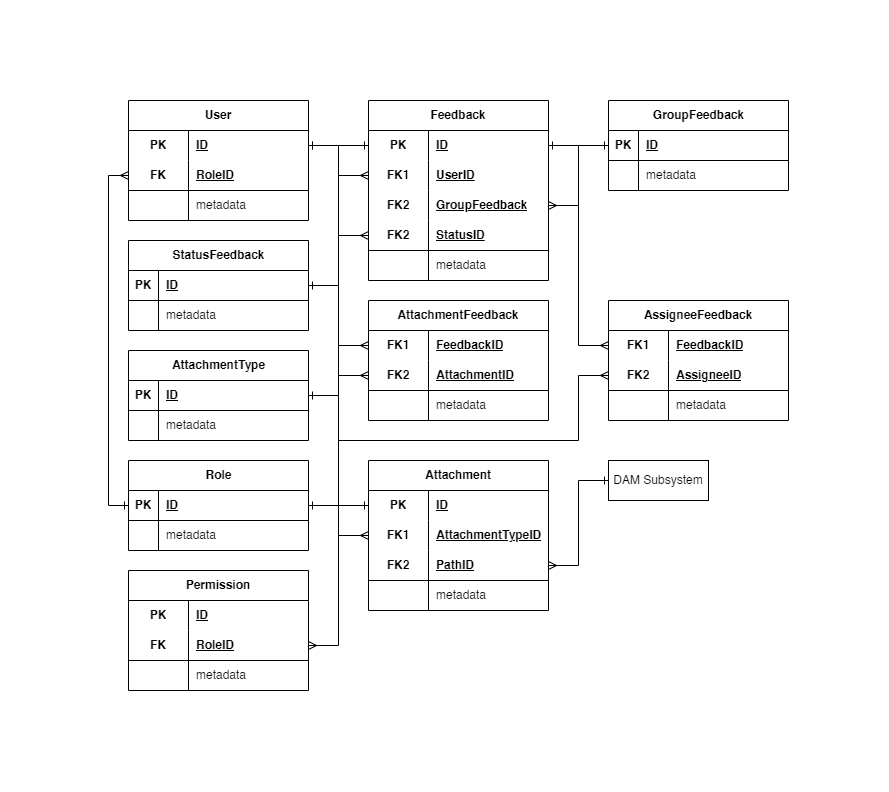 User
PK ID
FK RoleID
metadata
StatusFeedback
PK ID
metadata
AttachmentType
PK ID
metadata
Role
PK ID
metadata
Permission
PK ID
FK RoleID
metadata
Feedback
PK ID
FK1 UserID
FK2 GroupFeedback
FK2 StatusID
metadata
AttachmentFeedback
FK1 FeedbackID
FK2 AttachmentID
metadata
Attachment
PK ID
FK1 AttachmentTypeID
FK2 PathID
metadata
GroupFeedback
PK ID
metadata
AssigneeFeedback
FK1 FeedbackID
FK2 AssigneeID
metadata
DAM Subsystem